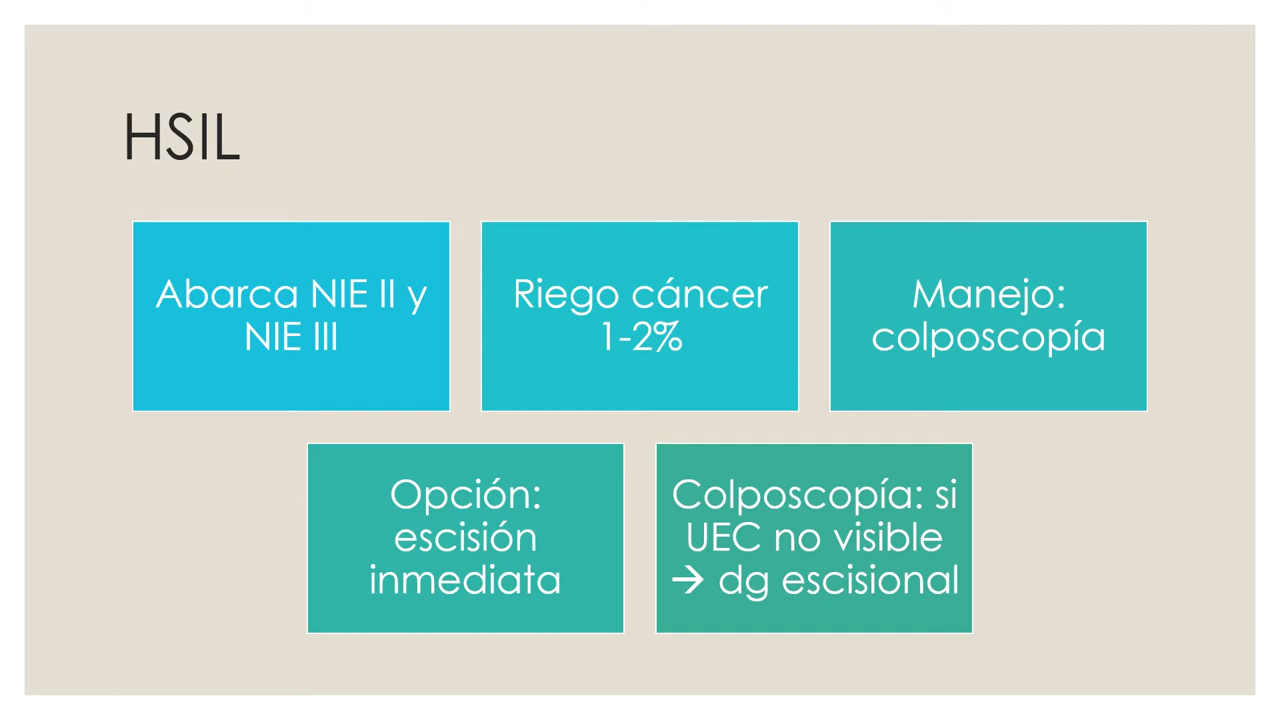 HSIL
Abarca NIE II y
NIE III
Riego cáncer
1-2%
Manejo:
colposcopía
Opción:
escisión
inmediata
Colposcopía: si
UEC no visible
→ dg escisional